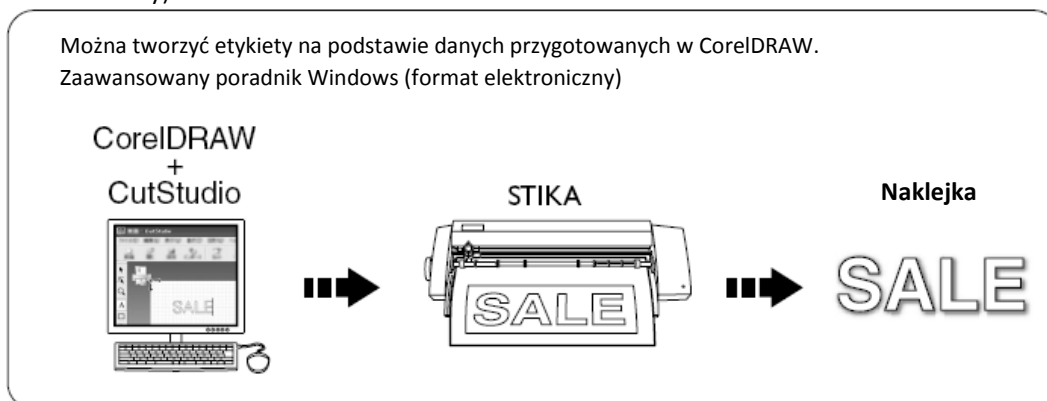 Można tworzyć etykiety na podstawie danych przygotowanych w CorelDRAW.
Zaawansowany poradnik Windows (format elektroniczny)
CorelDRAW
+
CutStudio
STIKA
Naklejka
CutStudio
SALE
SALE
SALE